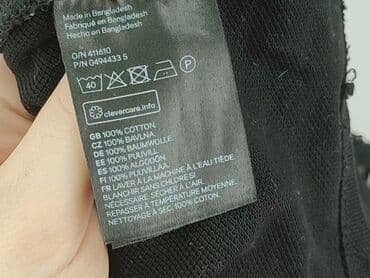 Made in Bangladesh
Fabriqué en Bangladesh
Hecho en Bangladesh
O/N 411610
P/N 0494433 5
40
P
clevercare.info
GB 100% COTTON.
CZ 100% BAVLNA.
DE 100% BAUMWOLLE.
EE 100% PUUVILL.
ES 100% ALGODÓN.
FI 100% PUUVILLAA.
FR LAVER À LA MACHINE À L'EAU TIÈDE
BLANCHIR SANS CHLORE SI
NÉCESSAIRE. SÉCHER À L'AIR.
REPASSER À TEMPÉRATURE MOYENNE
NETTOYAGE À SEC. 100% COTON.